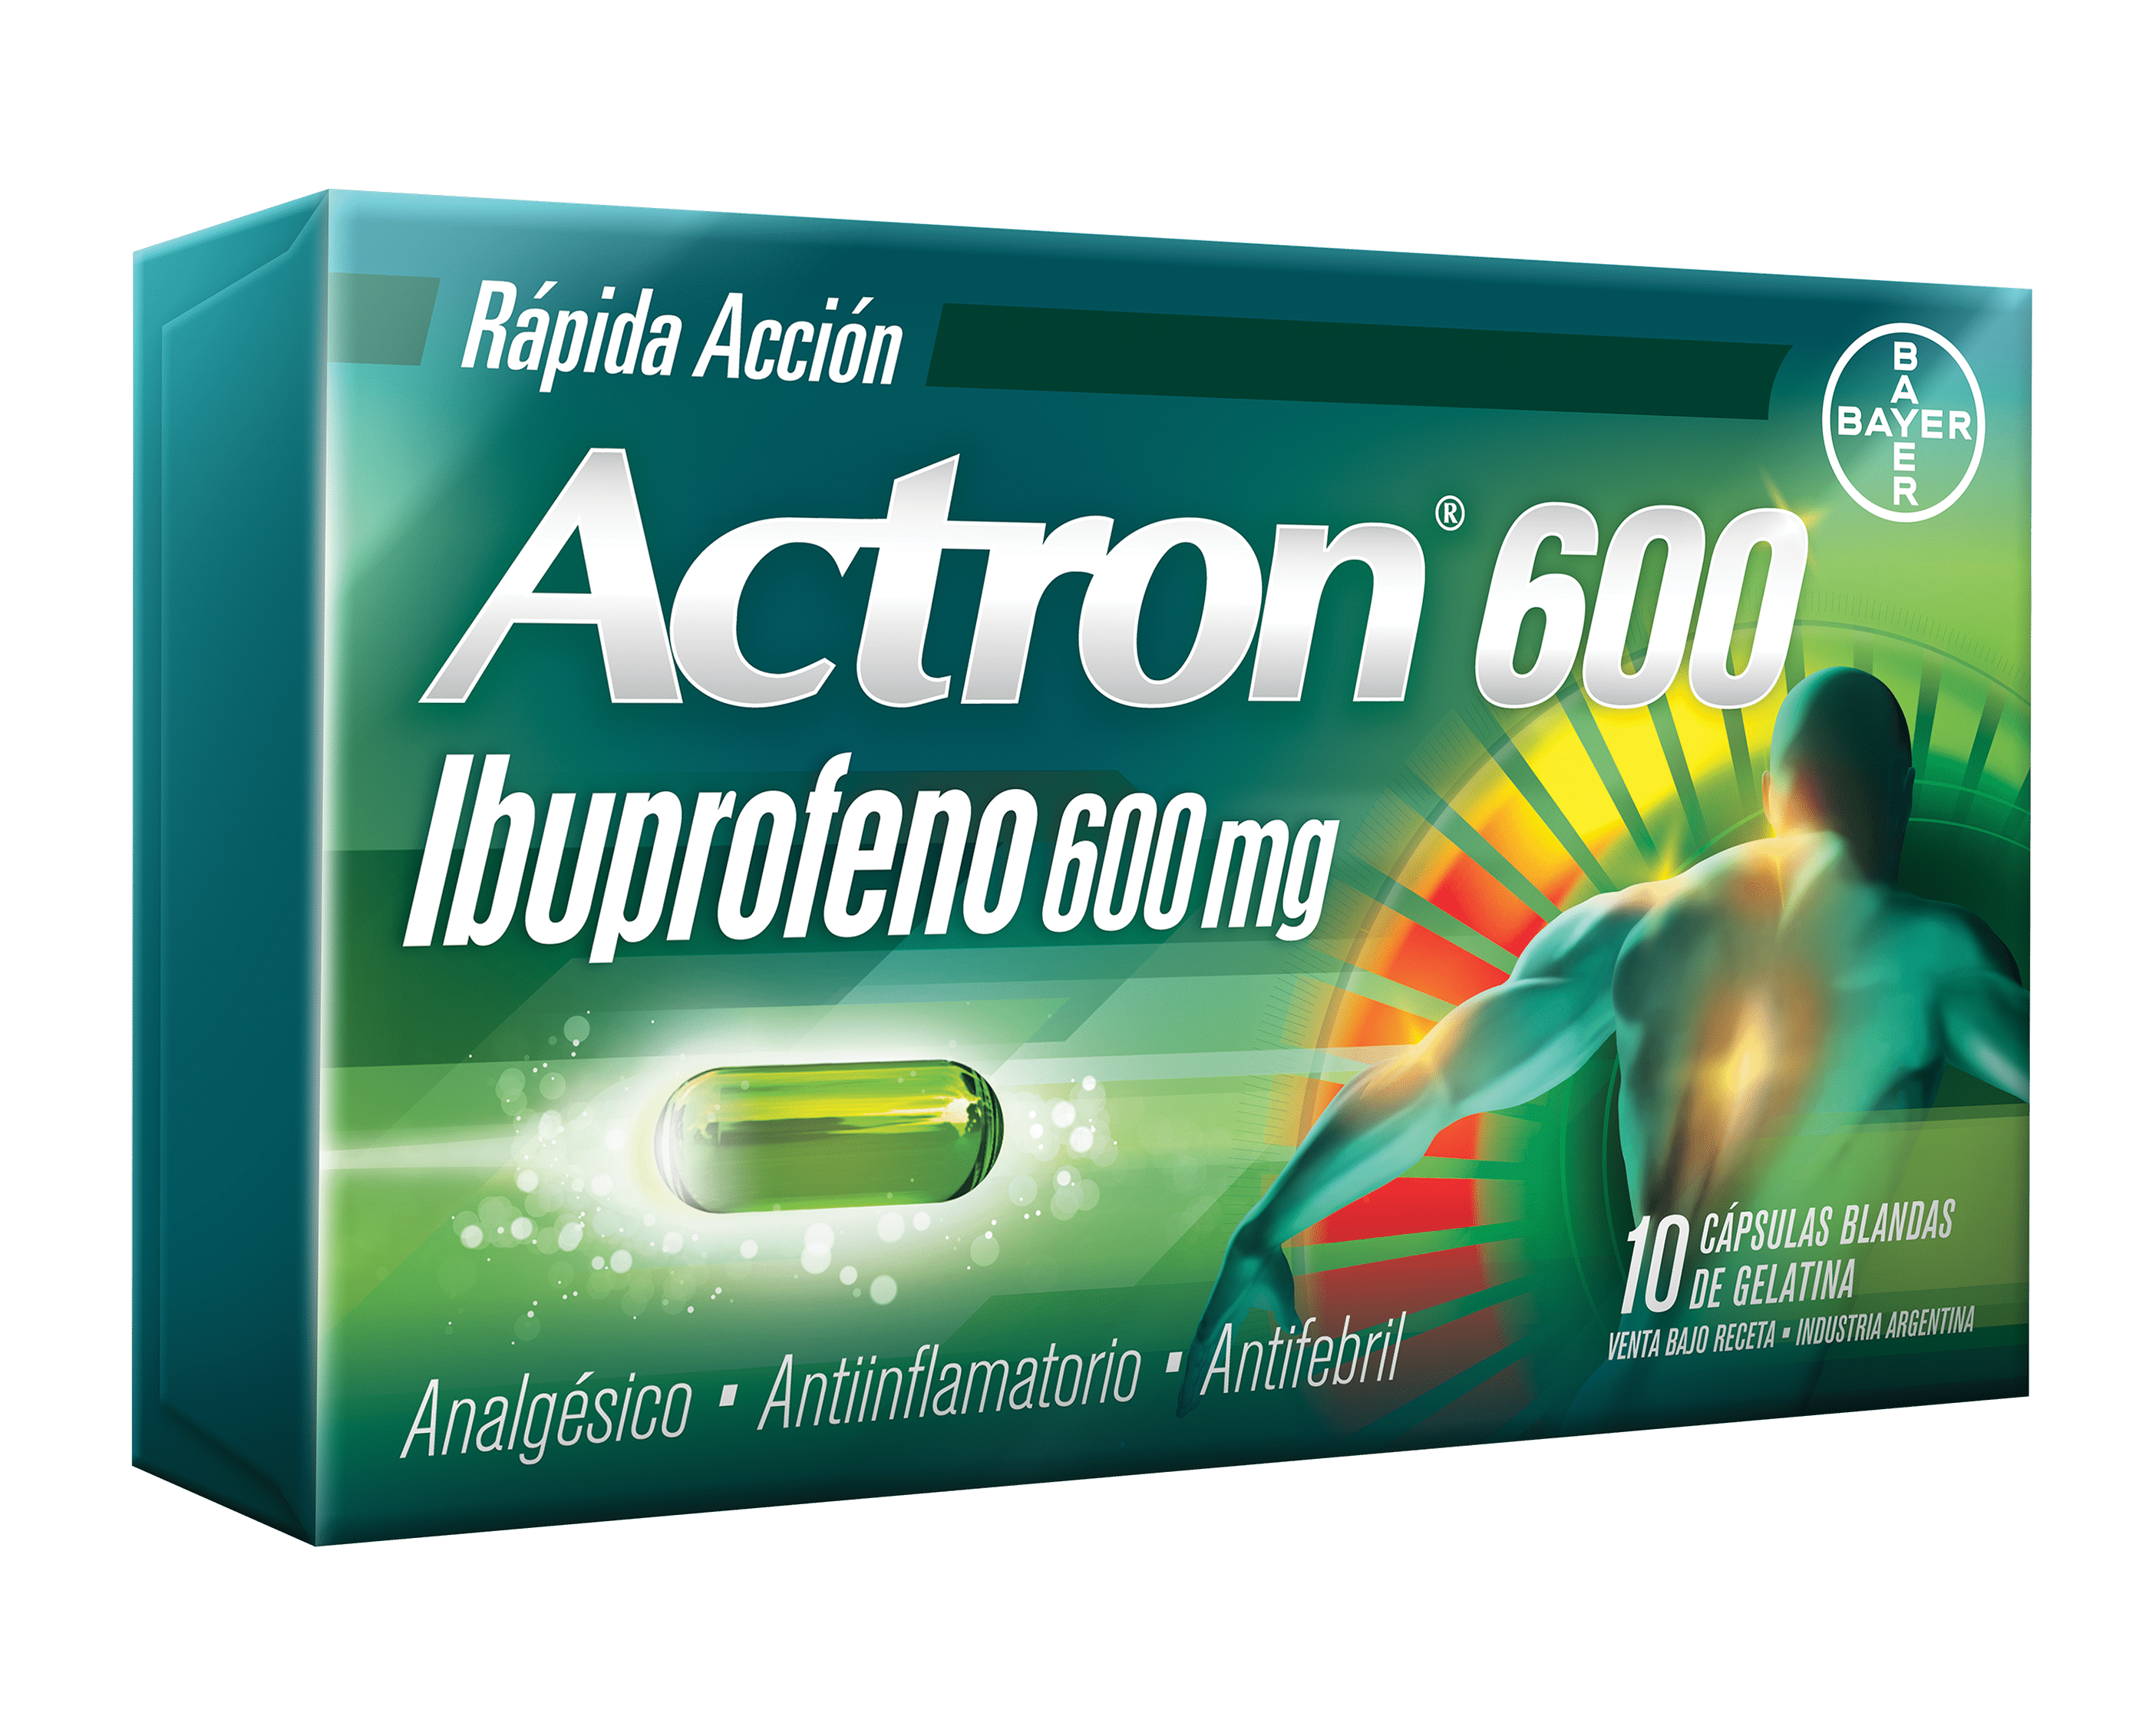 Rápida Acción
BAYER
BAYER
Actron® 600
Ibuprofeno 600 mg
10 CÁPSULAS BLANDAS
DE GELATINA
VENTA BAJO RECETA ▪ INDUSTRIA ARGENTINA
Analgésico ▪ Antiinflamatorio ▪ Antifebril